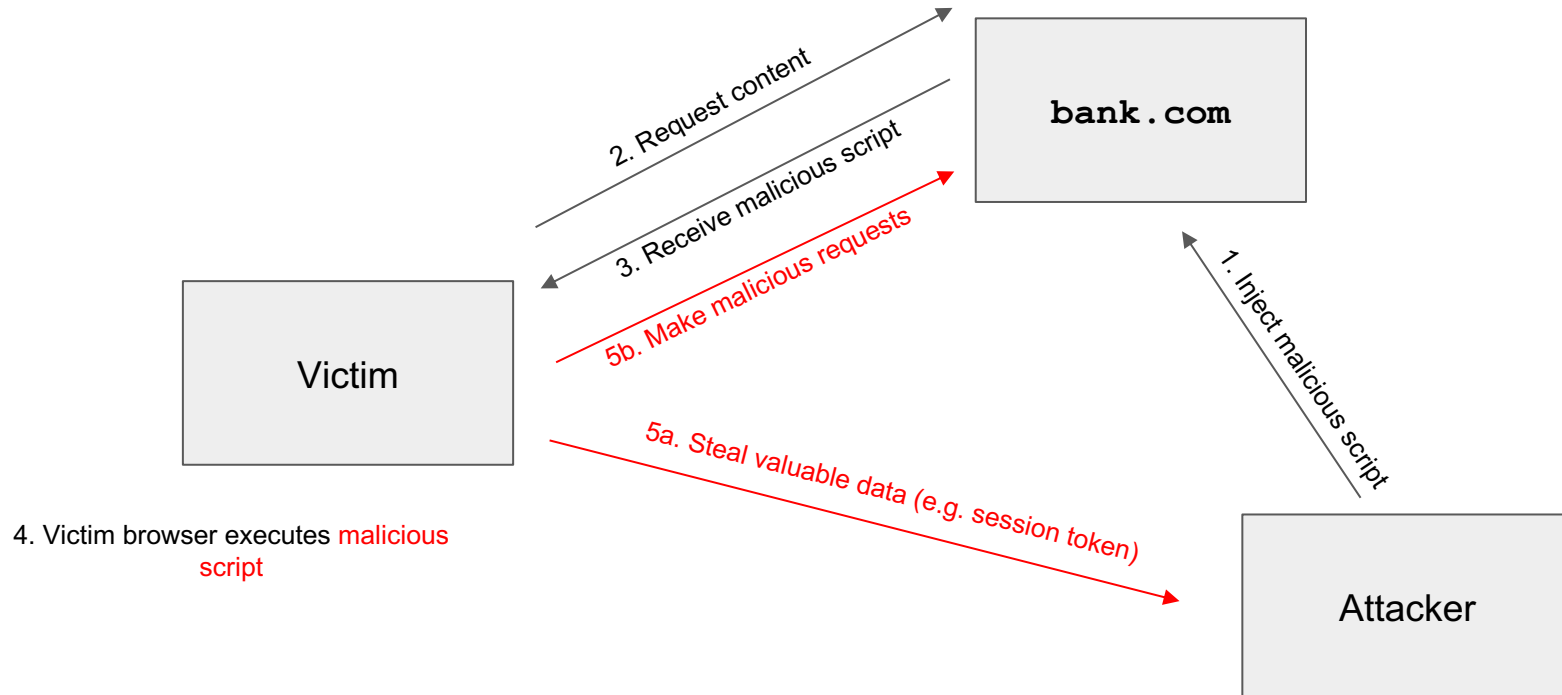 2. Request content
bank.com
3. Receive malicious script
5b. Make malicious requests
1. Inject malicious script
Victim
5a. Steal valuable data (e.g. session token)
4. Victim browser executes malicious
script
Attacker